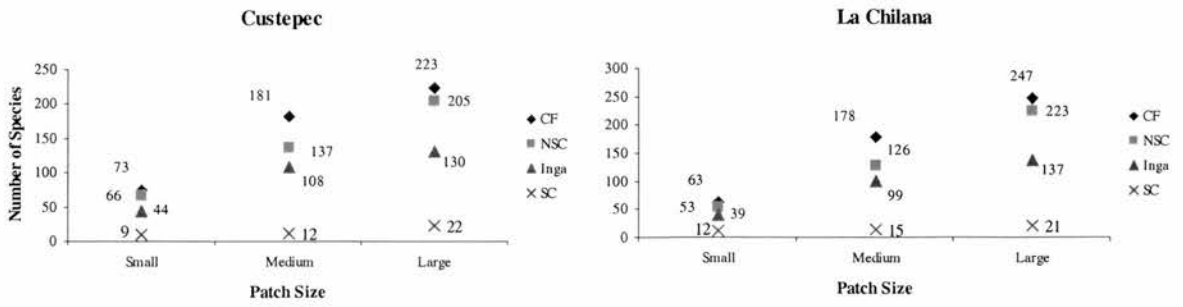 Custepec
Number of Species
250
200
150
100
50
0
73
66
44
9
181
137
108
12
223
205
130
22
Small Medium Large
Patch Size
CF
NSC
Inga
SC
La Chilana
300
250
200
150
100
50
0
63
53
39
12
178
126
99
15
247
223
137
21
Small Medium Large
Patch Size
CF
NSC
Inga
SC